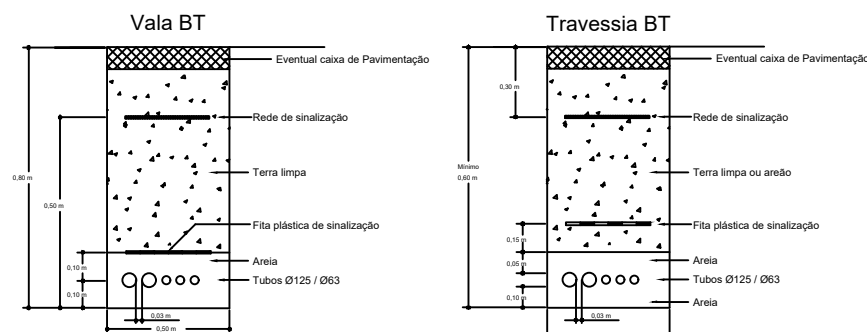 Vala BT
Eventual caixa de Pavimentação
Rede de sinalização
0,80 m
0,50 m
Terra limpa
Fita plástica de sinalização
0,10 m
Areia
0,10 m
Tubos Ø125 / Ø63
0,03 m
0,50 m
Travessia BT
Eventual caixa de Pavimentação
0,30 m
Rede de sinalização
Mínimo
0,60 m
Terra limpa ou areão
Fita plástica de sinalização
0,15 m
0,05 m
Areia
Tubos Ø125 / Ø63
0,10 m
Areia
0,03 m